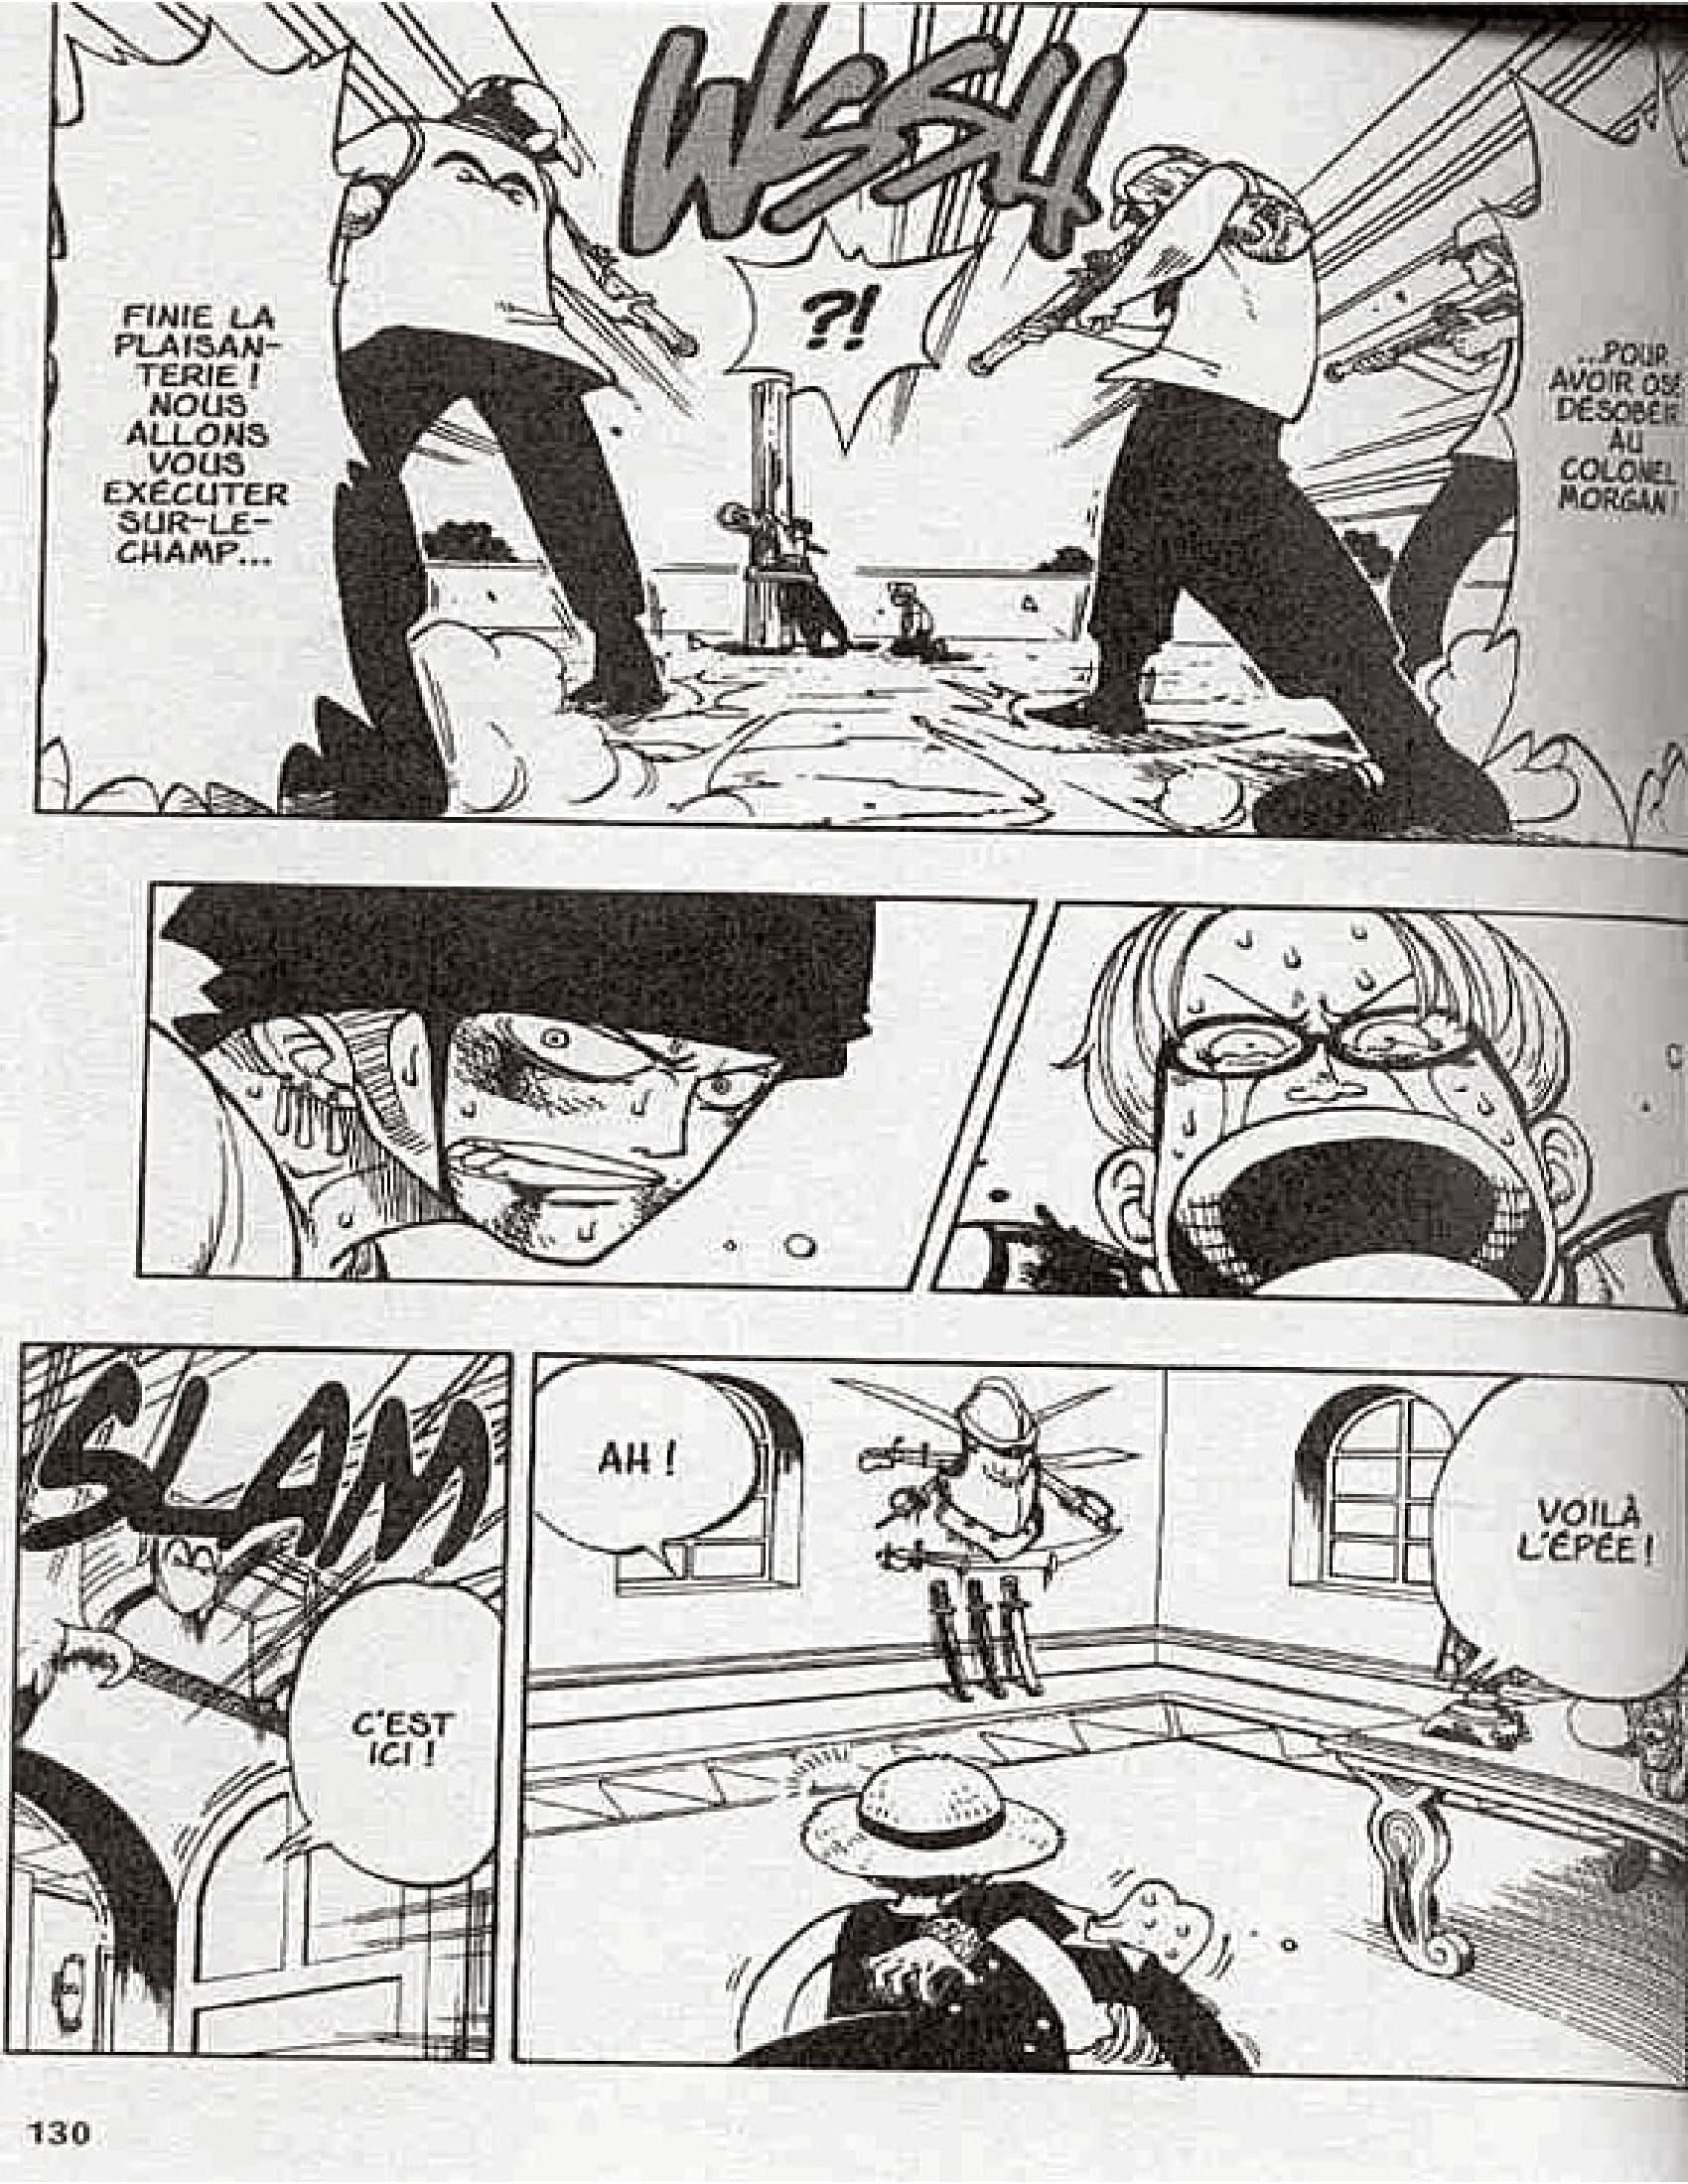 WSSH
FINIE LA
PLAISAN-
TERIE !
NOUS
ALLONS
VOUS
EXÉCUTER
SUR-LE-
CHAMP...
?!
...POUR
AVOIR OSÉ
DÉSOBÉIR
AU
COLONEL
MORGAN !
SLAM
C'EST
ICI !
AH !
VOILÀ
L'ÉPÉE !
130